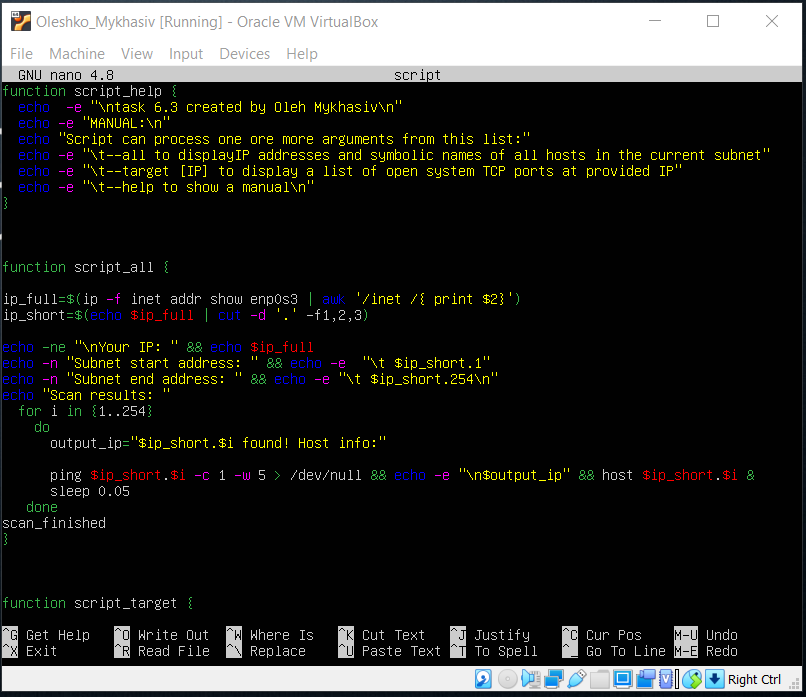 Oleshko_Mykhasiv [Running] - Oracle VM VirtualBox
File Machine View Input Devices Help
GNU nano 4.8 script
function script_help {
  echo  -e "\ntask 6.3 created by Oleh Mykhasiv\n"
  echo -e "MANUAL:\n"
  echo "Script can process one ore more arguments from this list:"
  echo -e "\t--all to displayIP addresses and symbolic names of all hosts in the current subnet"
  echo -e "\t--target [IP] to display a list of open system TCP ports at provided IP"
  echo -e "\t--help to show a manual\n"
}
function script_all {
ip_full=$(ip -f inet addr show enp0s3 | awk '/inet /{ print $2}')
ip_short=$(echo $ip_full | cut -d '.' -f1,2,3)
echo -ne "\nYour IP: " && echo $ip_full
echo -n "Subnet start address: " && echo -e  "\t $ip_short.1"
echo -n "Subnet end address: " && echo -e "\t $ip_short.254\n"
echo "Scan results: "
  for i in {1..254}
    do
      output_ip="$ip_short.$i found! Host info:"
      ping $ip_short.$i -c 1 -w 5 > /dev/null && echo -e "\n$output_ip" && host $ip_short.$i &
      sleep 0.05
   done
scan_finished
}
function script_target {
^G Get Help ^O Write Out ^W Where Is ^K Cut Text ^J Justify ^C Cur Pos M-U Undo
^X Exit ^R Read File ^\ Replace ^U Paste Text ^T To Spell ^_ Go To Line M-E Redo
Right Ctrl